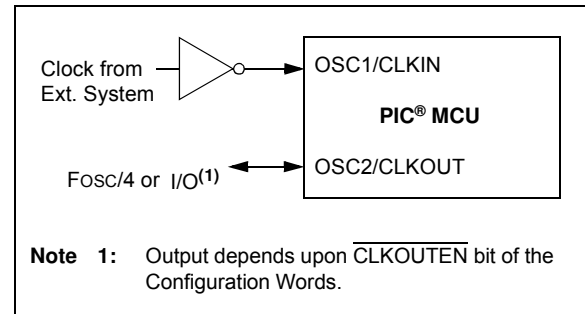 Clock from
Ext. System
OSC1/CLKIN
PIC® MCU
FOSC/4 or I/O(1)
OSC2/CLKOUT
Note 1: Output depends upon CLKOUTEN bit of the
Configuration Words.